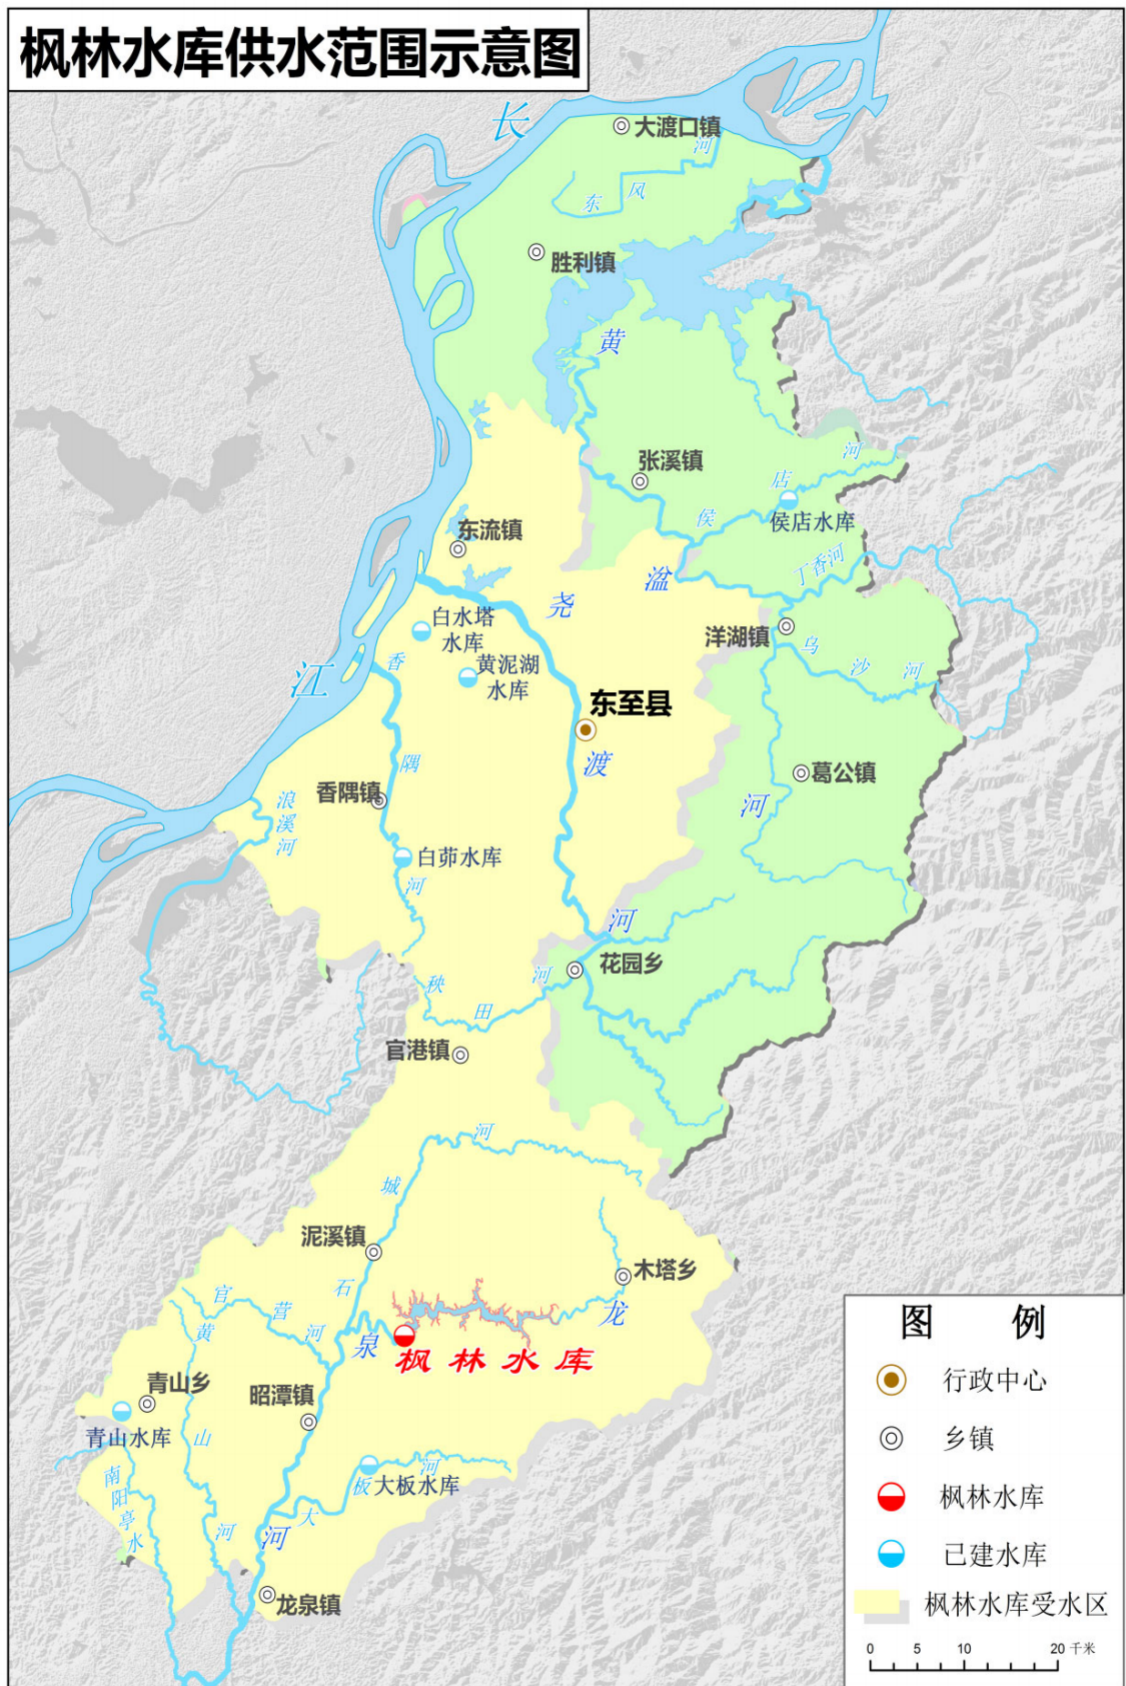 枫林水库供水范围示意图
长
大渡口镇
河
风
东
胜利镇
黄
河
张溪镇
店
侯
侯店水库
东流镇
丁香河
湓
尧
白水塔
水库
洋湖镇
香
黄泥湖
水库
乌
沙
河
江
东至县
渡
隅
葛公镇
香隅镇
浪
溪
河
河
白茆水库
河
河
花园乡
河
秧
田
官港镇
河
城
泥溪镇
木塔乡
石
官
营
河
黄
龙
泉
枫林水库
青山乡
昭潭镇
青山水库
山
河
板
大板水库
南
阳
亭
水
大
河
河
龙泉镇
图 例
行政中心
乡镇
枫林水库
已建水库
枫林水库受水区
0 5 10 20 千米